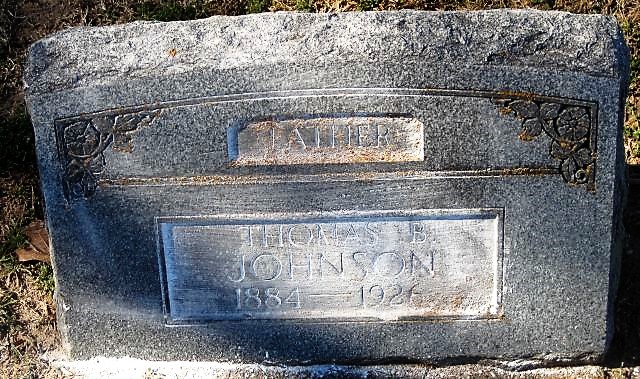 FATHER
THOMAS B.
JOHNSON
1884 — 1926